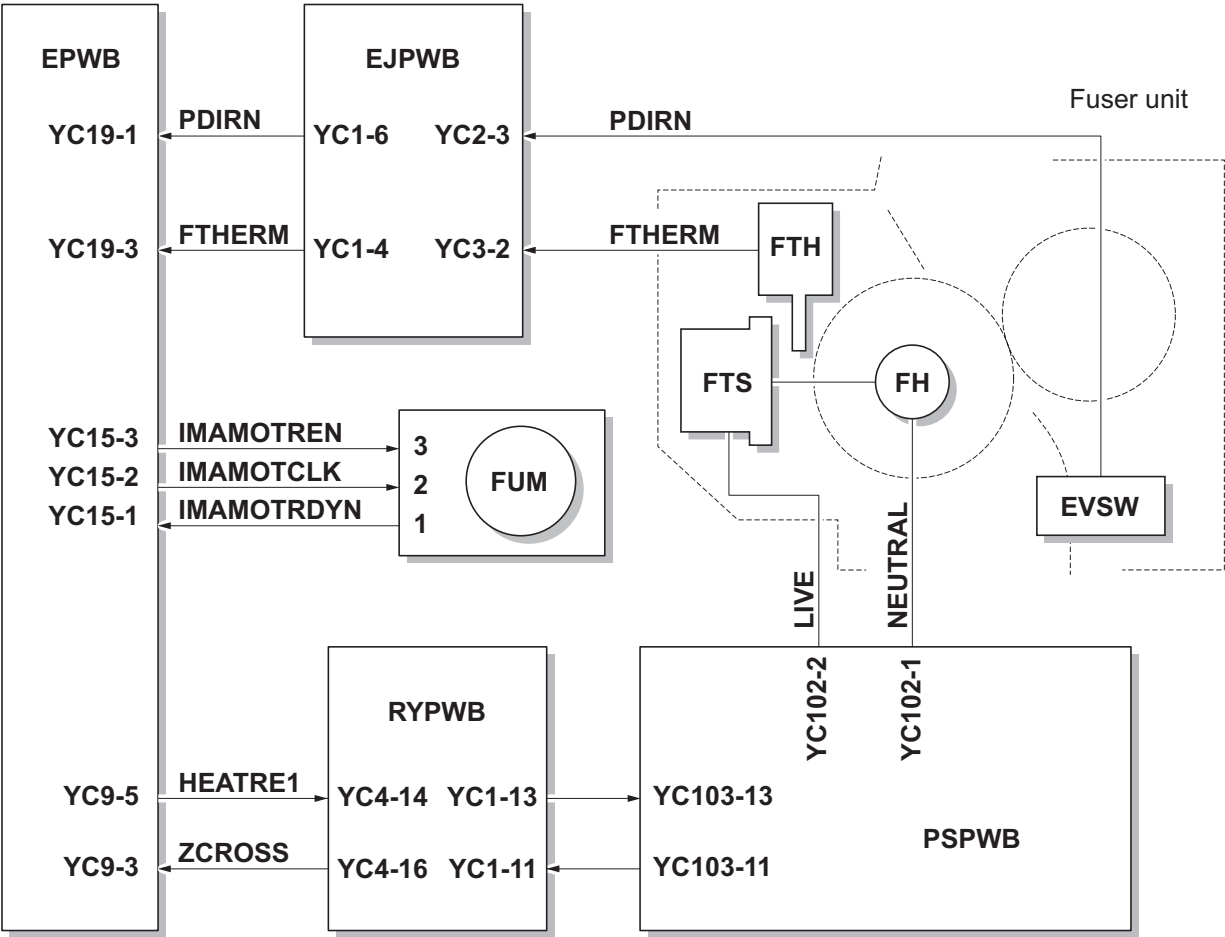 EPWB
EJPWB
Fuser unit
YC19-1
PDIRN
YC1-6
YC2-3
PDIRN
YC19-3
FTHERM
YC1-4
YC3-2
FTHERM
FTH
FTS
FH
YC15-3
IMAMOTREN
3
YC15-2
IMAMOTCLK
2
YC15-1
IMAMOTRDYN
1
FUM
EVSW
LIVE
NEUTRAL
YC102-2
YC102-1
RYPWB
YC9-5
HEATRE1
YC4-14
YC1-13
YC103-13
PSPWB
YC9-3
ZCROSS
YC4-16
YC1-11
YC103-11